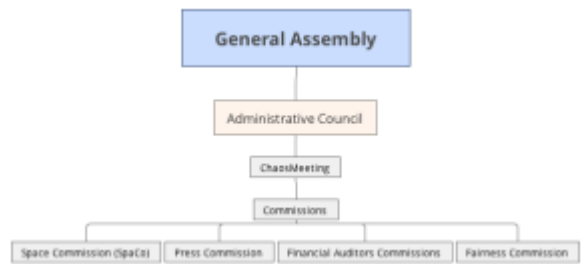 General Assembly
Administrative Council
ChaosMeeting
Commissions
Space Commission (SpaCo)
Press Commission
Financial Auditors Commissions
Fairness Commission